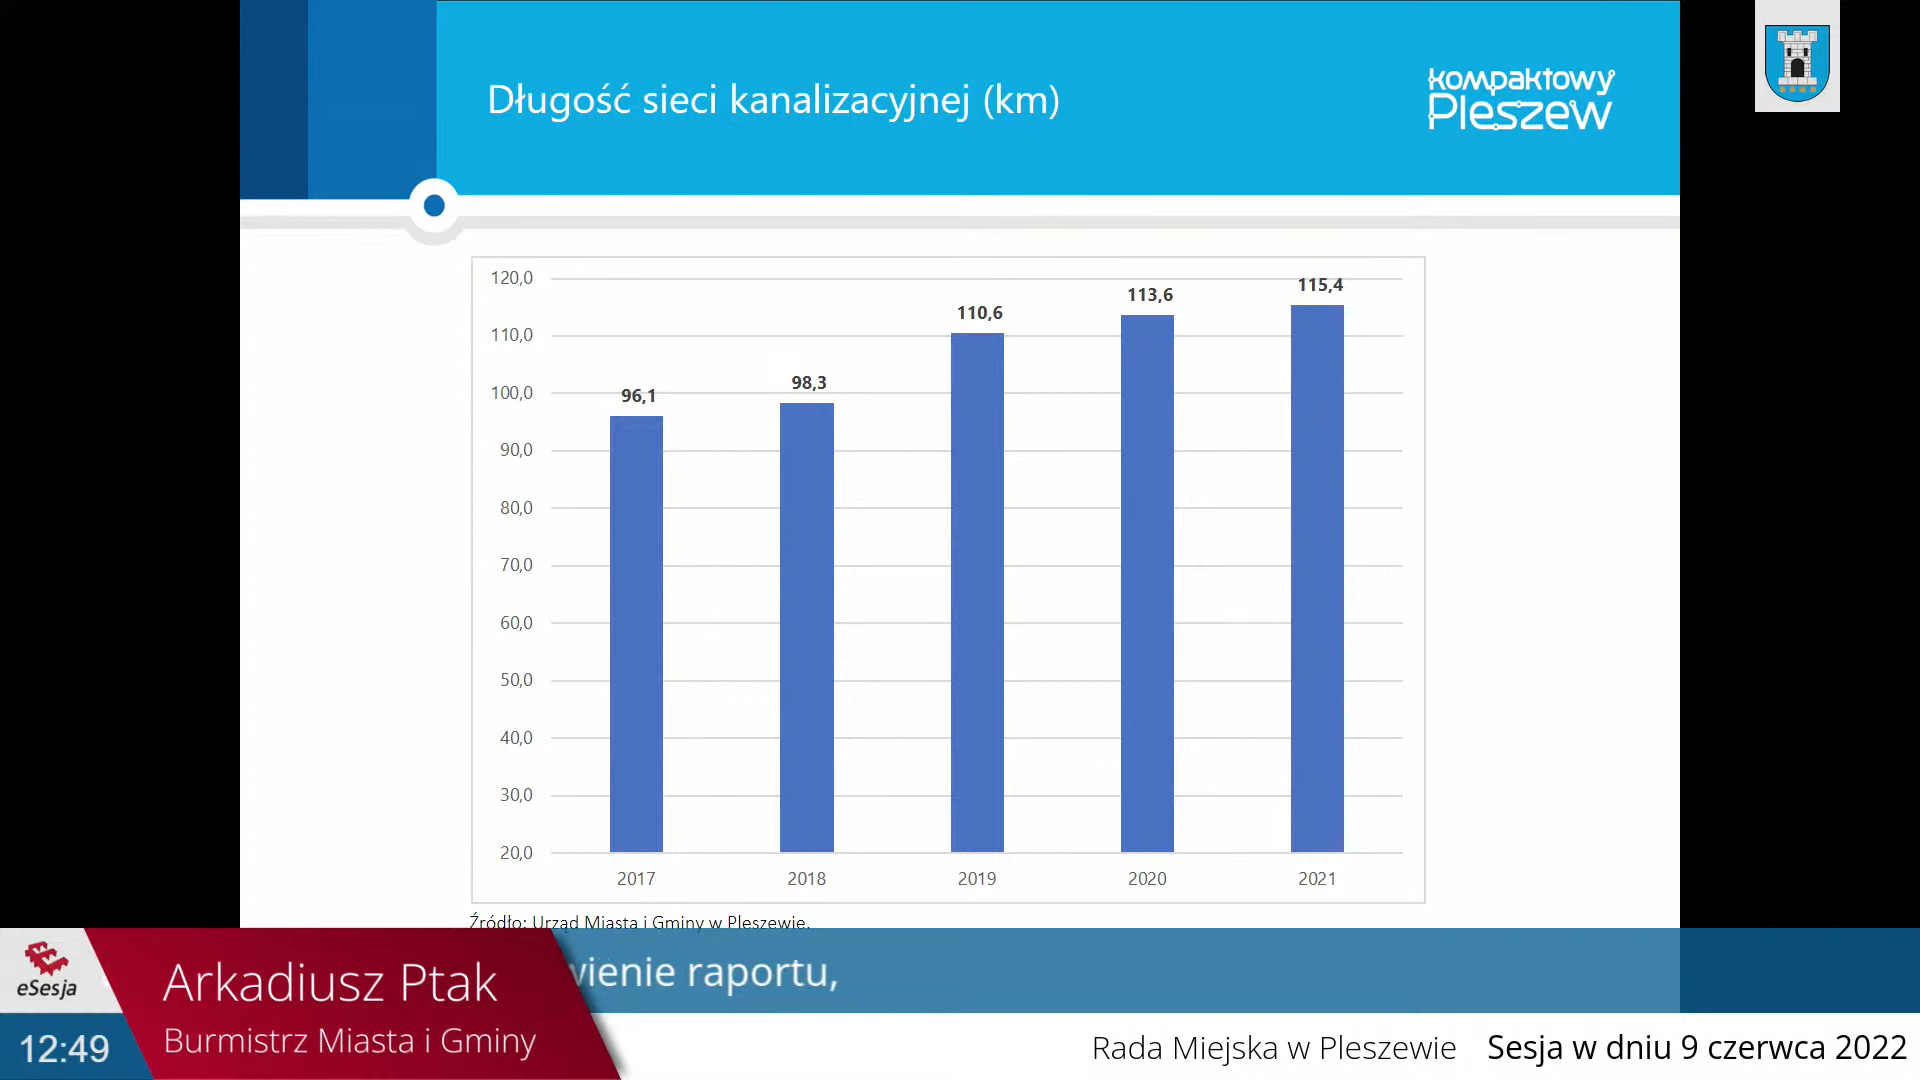 Długość sieci kanalizacyjnej (km)
kompaktowy
Pleszew
120,0
110,0
100,0
90,0
80,0
70,0
60,0
50,0
40,0
30,0
20,0
96,1
98,3
110,6
113,6
115,4
2017
2018
2019
2020
2021
Źródło: Urząd Miasta i Gminy w Pleszewie.
eSesja
Arkadiusz Ptak
raportu,
12:49
Burmistrz Miasta i Gminy
Rada Miejska w Pleszewie
Sesja w dniu 9 czerwca 2022